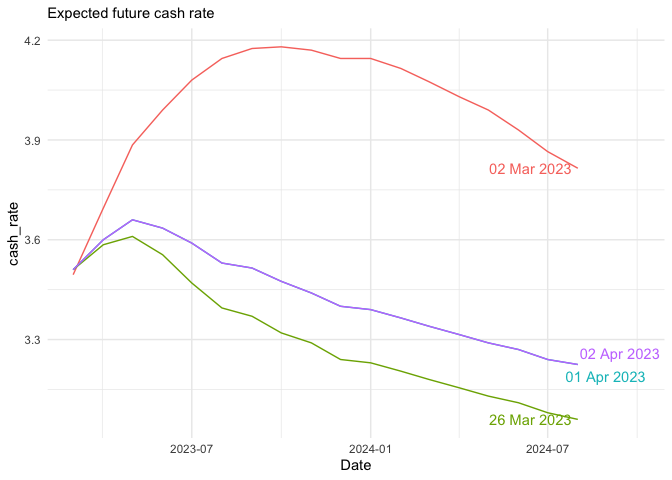 Expected future cash rate
4.2
3.9
3.6
3.3
cash_rate
02 Mar 2023
02 Apr 2023
01 Apr 2023
26 Mar 2023
2023-07
2024-01
2024-07
Date